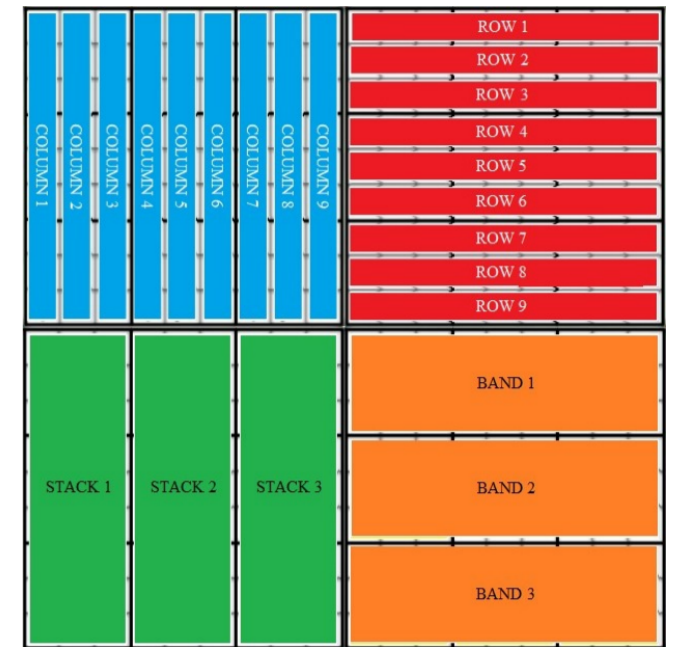 COLUMN 1
COLUMN 2
COLUMN 3
COLUMN 4
COLUMN 5
COLUMN 6
COLUMN 7
COLUMN 8
COLUMN 9
ROW 1
ROW 2
ROW 3
ROW 4
ROW 5
ROW 6
ROW 7
ROW 8
ROW 9
STACK 1
STACK 2
STACK 3
BAND 1
BAND 2
BAND 3